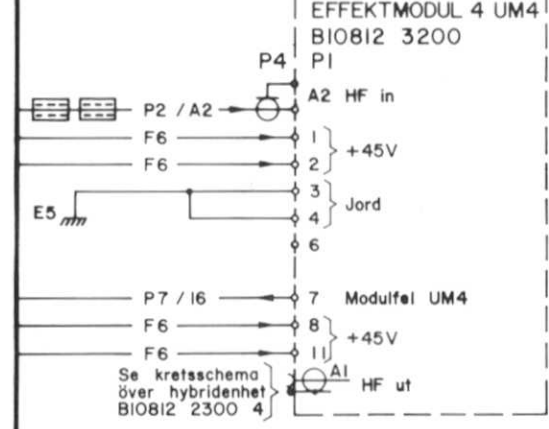 EFFEKTMODUL 4 UM4
BI0812 3200
P4 P1
P2 / A2 A2 HF in
F6 1
+45V
F6 2
3
E5 Jord
4
6
P7 / 16 7 Modulfel UM4
F6 8
+45V
F6 11
Se kretsschema A1
över hybridenhet HF ut
BI0812 2300 4